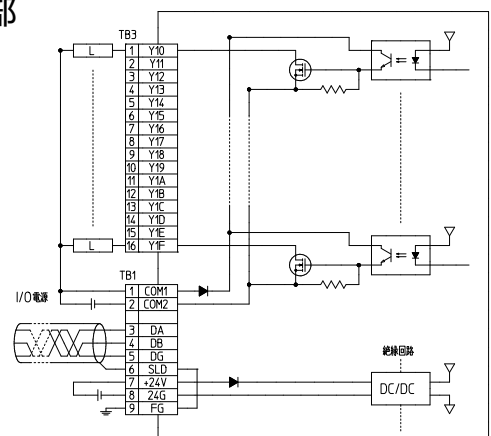 部
TB3
L 1 Y10
2 Y11
3 Y12
4 Y13
5 Y14
6 Y15
7 Y16
8 Y17
9 Y18
10 Y19
11 Y1A
12 Y1B
13 Y1C
14 Y1D
15 Y1E
L 16 Y1F
TB1
1 COM1
I/O電源
2 COM2
3 DA
4 DB
5 DG
6 SLD
7 +24V
8 24G
9 FG
絶縁回路
DC/DC